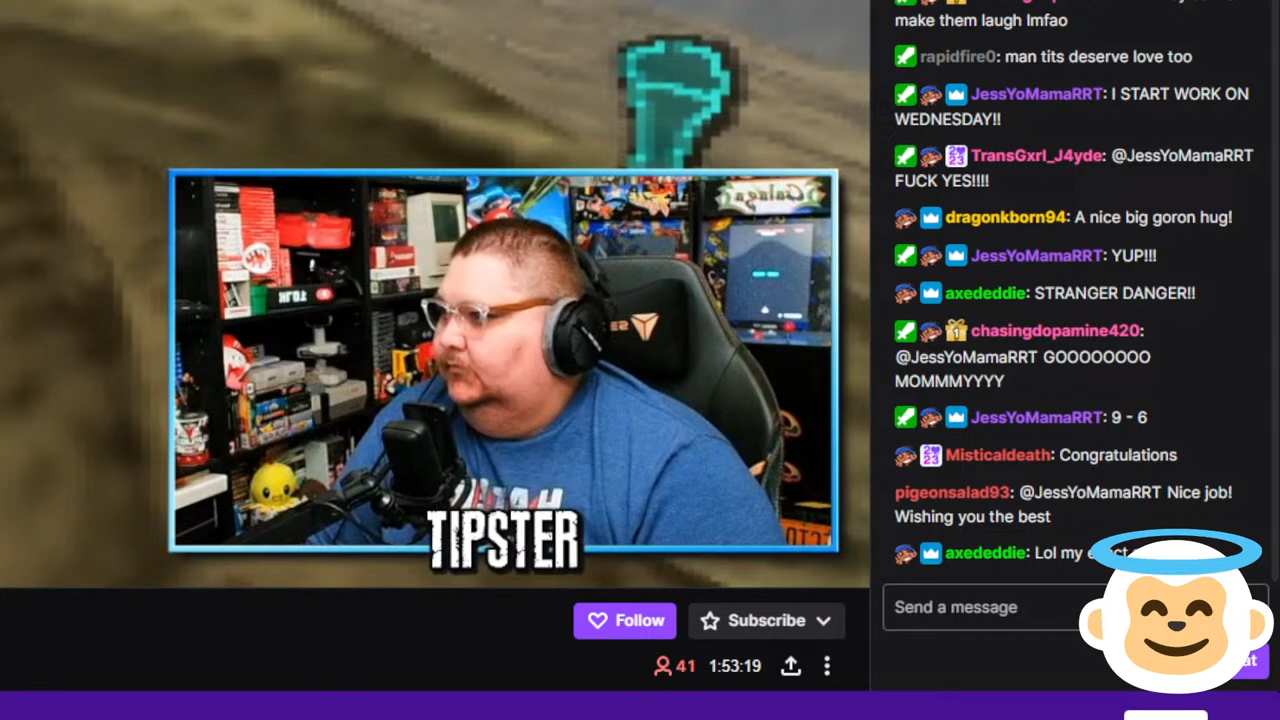 make them laugh lmfao
rapidfire0: man tits deserve love too
JessYoMamaRRT: I START WORK ON
WEDNESDAY!!
TransGxrl_J4yde: @JessYoMamaRRT
FUCK YES!!!!
dragonkborn94: A nice big goron hug!
JessYoMamaRRT: YUP!!!
axededdie: STRANGER DANGER!!
chasingdopamine420:
@JessYoMamaRRT GOOOOOOOO
MOMMMYYYY
JessYoMamaRRT: 9 - 6
Misticaldeath: Congratulations
pigeonsalad93: @JessYoMamaRRT Nice job!
Wishing you the best
axededdie: Lol my
Send a message
Galaga
TIPSTER
Follow
Subscribe
41 1:53:19